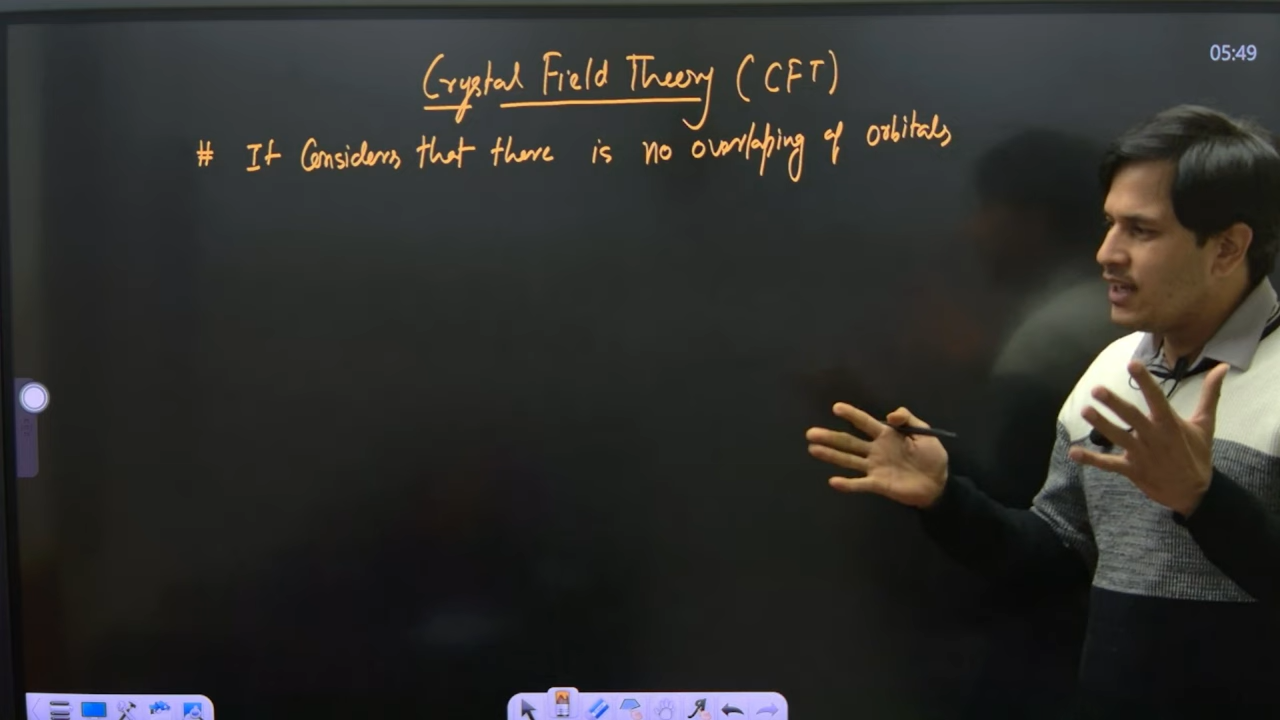 Crystal Field Theory (CFT)
05:49
# It Considers that there is no overlaping of orbitals